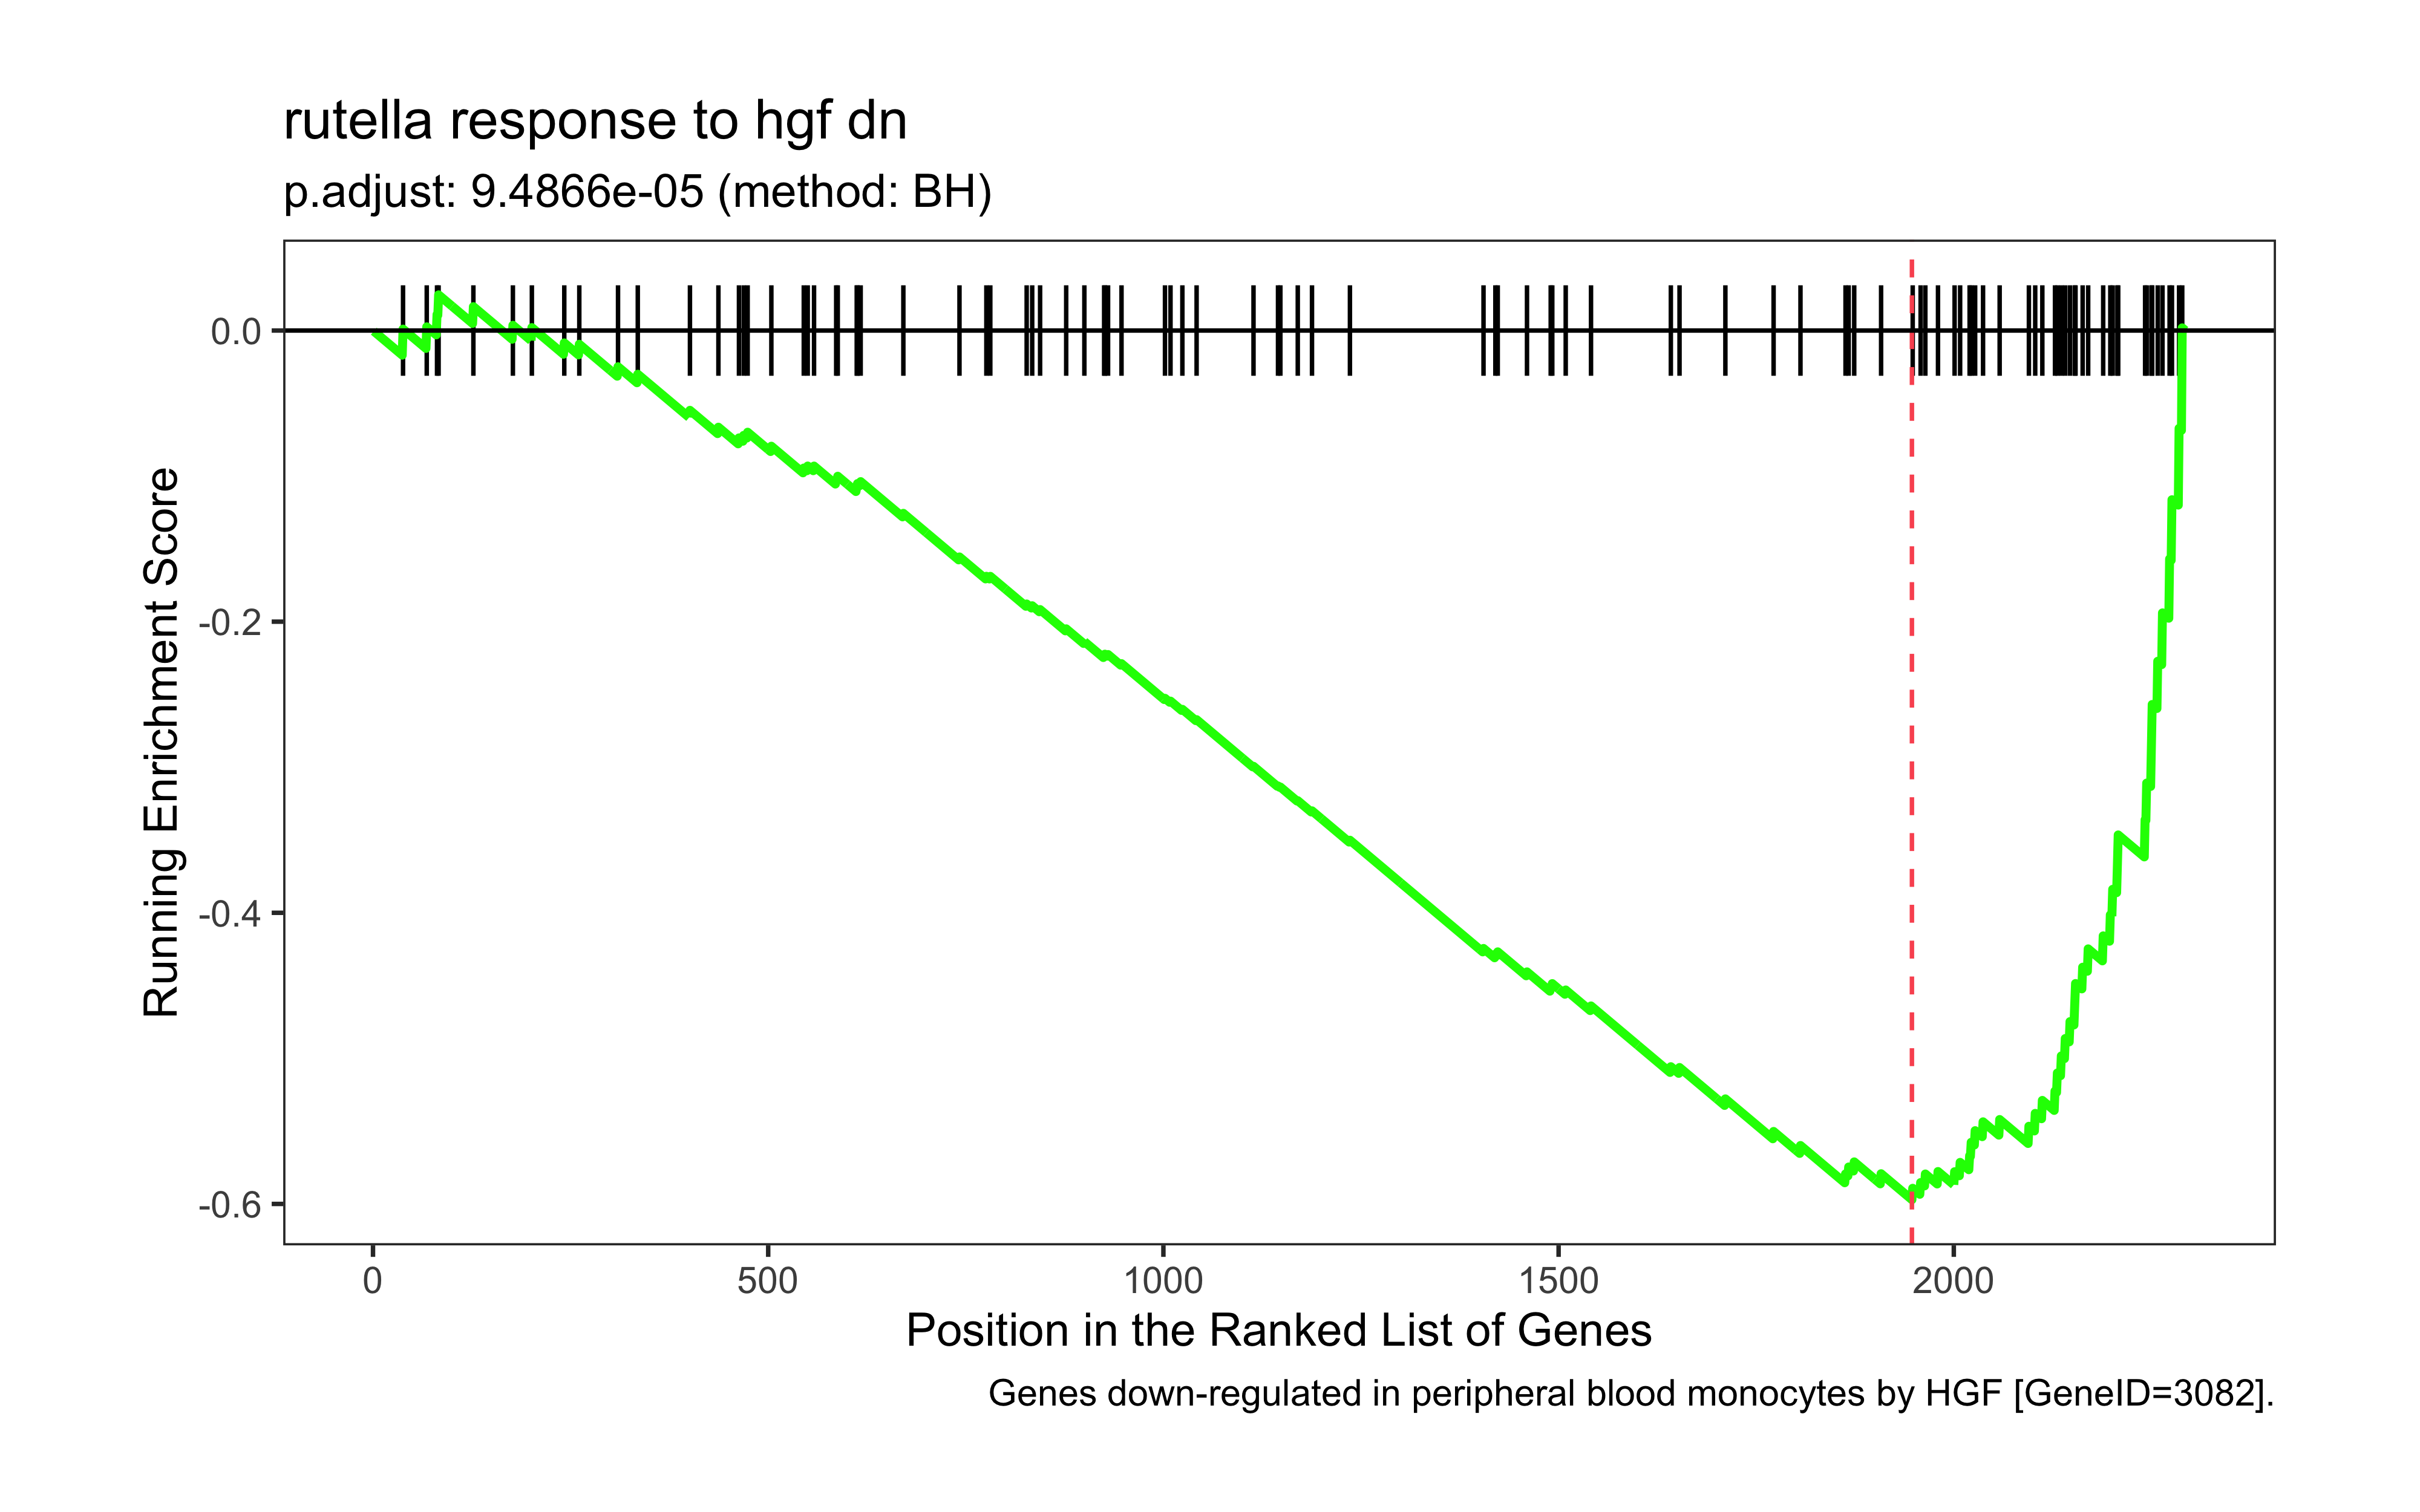 rutella response to hgf dn
p.adjust: 9.4866e-05 (method: BH)
Running Enrichment Score
0.0
-0.2
-0.4
-0.6
0 500 1000 1500 2000
Position in the Ranked List of Genes
Genes down-regulated in peripheral blood monocytes by HGF [GeneID=3082].